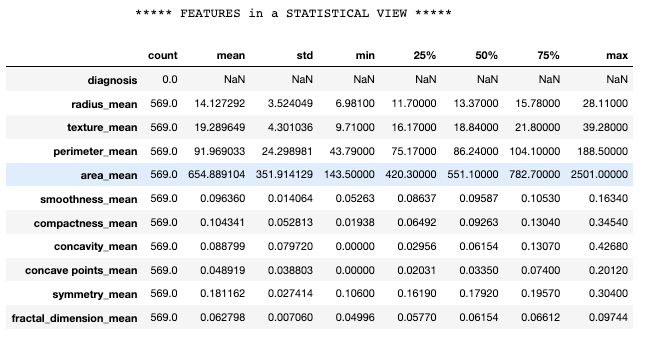 ***** FEATURES in a STATISTICAL VIEW *****
count mean std min 25% 50% 75% max
diagnosis 0.0 NaN NaN NaN NaN NaN NaN NaN
radius_mean 569.0 14.127292 3.524049 6.98100 11.70000 13.37000 15.78000 28.11000
texture_mean 569.0 19.289649 4.301036 9.71000 16.17000 18.84000 21.80000 39.28000
perimeter_mean 569.0 91.969033 24.298981 43.79000 75.17000 86.24000 104.10000 188.50000
area_mean 569.0 654.889104 351.914129 143.50000 420.30000 551.10000 782.70000 2501.00000
smoothness_mean 569.0 0.096360 0.014064 0.05263 0.08637 0.09587 0.10530 0.16340
compactness_mean 569.0 0.104341 0.052813 0.01938 0.06492 0.09263 0.13040 0.34540
concavity_mean 569.0 0.088799 0.079720 0.00000 0.02956 0.06154 0.13070 0.42680
concave points_mean 569.0 0.048919 0.038803 0.00000 0.02031 0.03350 0.07400 0.20120
symmetry_mean 569.0 0.181162 0.027414 0.10600 0.16190 0.17920 0.19570 0.30400
fractal_dimension_mean 569.0 0.062798 0.007060 0.04996 0.05770 0.06154 0.06612 0.09744